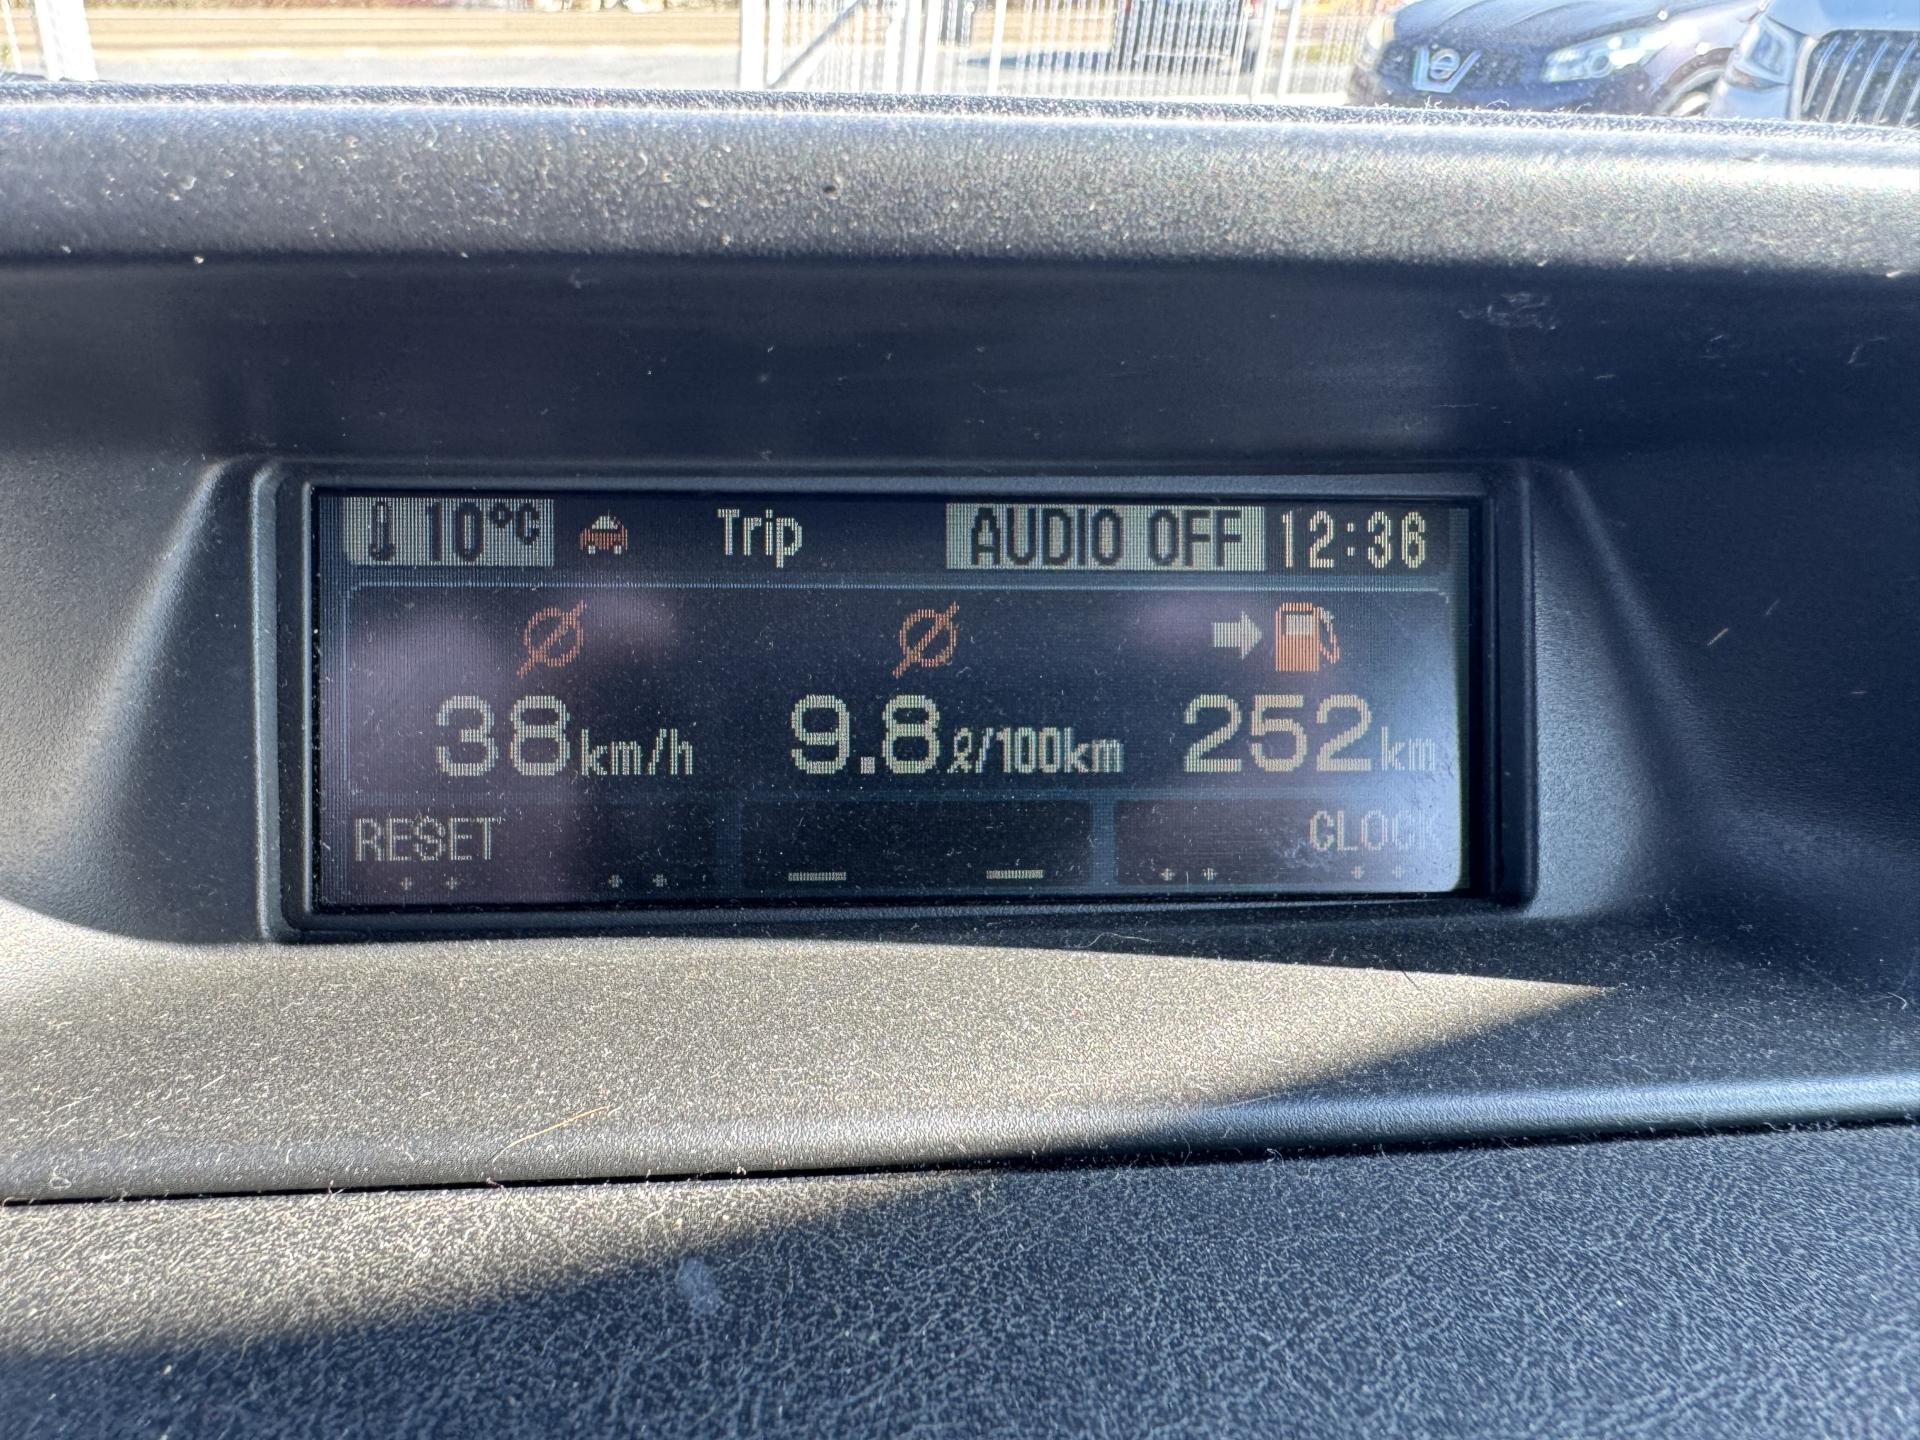 10°C Trip AUDIO OFF 12:36
38km/h 9.8ℓ/100km 252km
RESET CLOCK